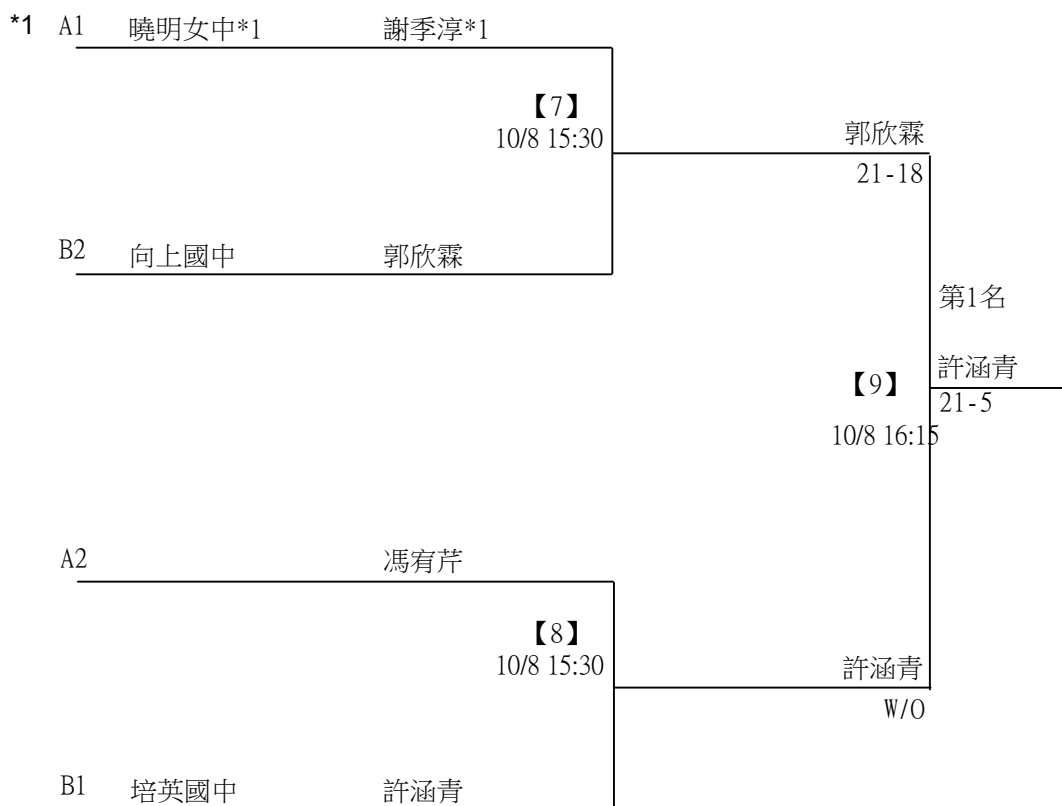 *1 A1 曉明女中*1 謝季淳*1
【7】
10/8 15:30
郭欣霖
21-18
B2 向上國中 郭欣霖
第1名
許涵青
【9】
21-5
10/8 16:15
A2 馮宥芹
【8】
10/8 15:30
許涵青
W/O
B1 培英國中 許涵青